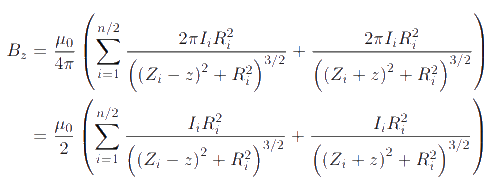 B_z = \frac{\mu_0}{4\pi} \left( \sum_{i=1}^{n/2} \frac{2\pi I_i R_i^2}{\left( (Z_i - z)^2 + R_i^2 \right)^{3/2}} + \frac{2\pi I_i R_i^2}{\left( (Z_i + z)^2 + R_i^2 \right)^{3/2}} \right)
= \frac{\mu_0}{2} \left( \sum_{i=1}^{n/2} \frac{I_i R_i^2}{\left( (Z_i - z)^2 + R_i^2 \right)^{3/2}} + \frac{I_i R_i^2}{\left( (Z_i + z)^2 + R_i^2 \right)^{3/2}} \right)